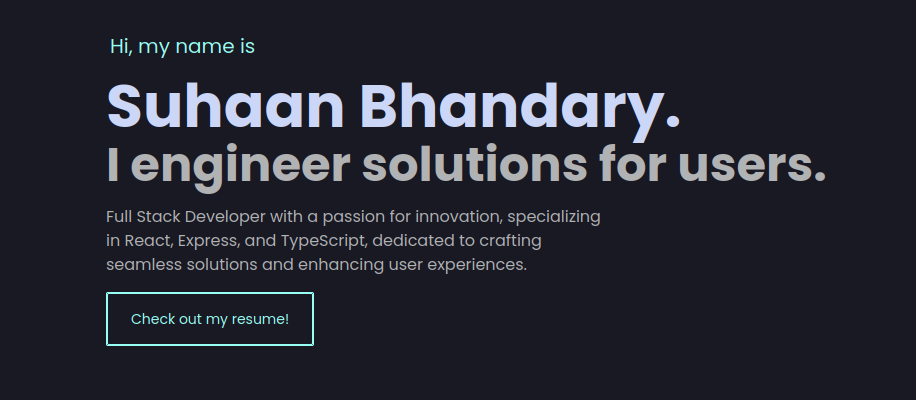 Hi, my name is
Suhaan Bhandary.
I engineer solutions for users.
Full Stack Developer with a passion for innovation, specializing
in React, Express, and TypeScript, dedicated to crafting
seamless solutions and enhancing user experiences.
Check out my resume!